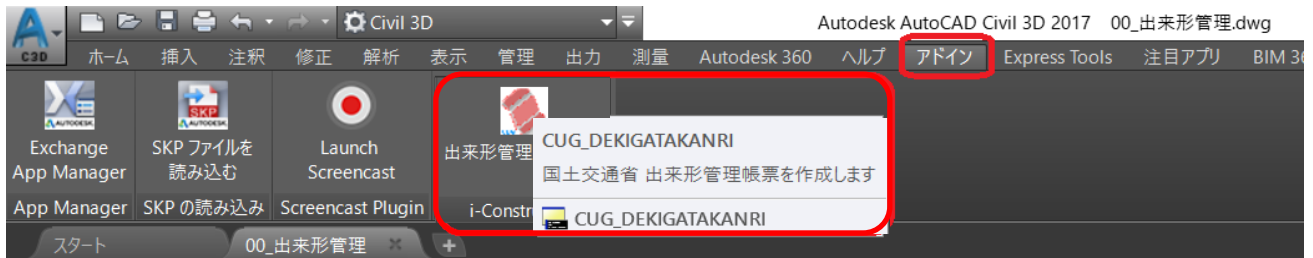 Civil 3D
Autodesk AutoCAD Civil 3D 2017 00_出来形管理.dwg
C3D ホーム 挿入 注釈 修正 解析 表示 管理 出力 測量 Autodesk 360 ヘルプ アドイン Express Tools 注目アプリ BIM 36
AUTODESK
SKP
AUTODESK
Exchange
App Manager
SKP ファイルを
読み込む
Launch
Screencast
出来形管理
CUG_DEKIGATAKANRI
国土交通省 出来形管理帳票を作成します
CUG_DEKIGATAKANRI
App Manager SKP の読み込み Screencast Plugin i-Constr
スタート 00_出来形管理